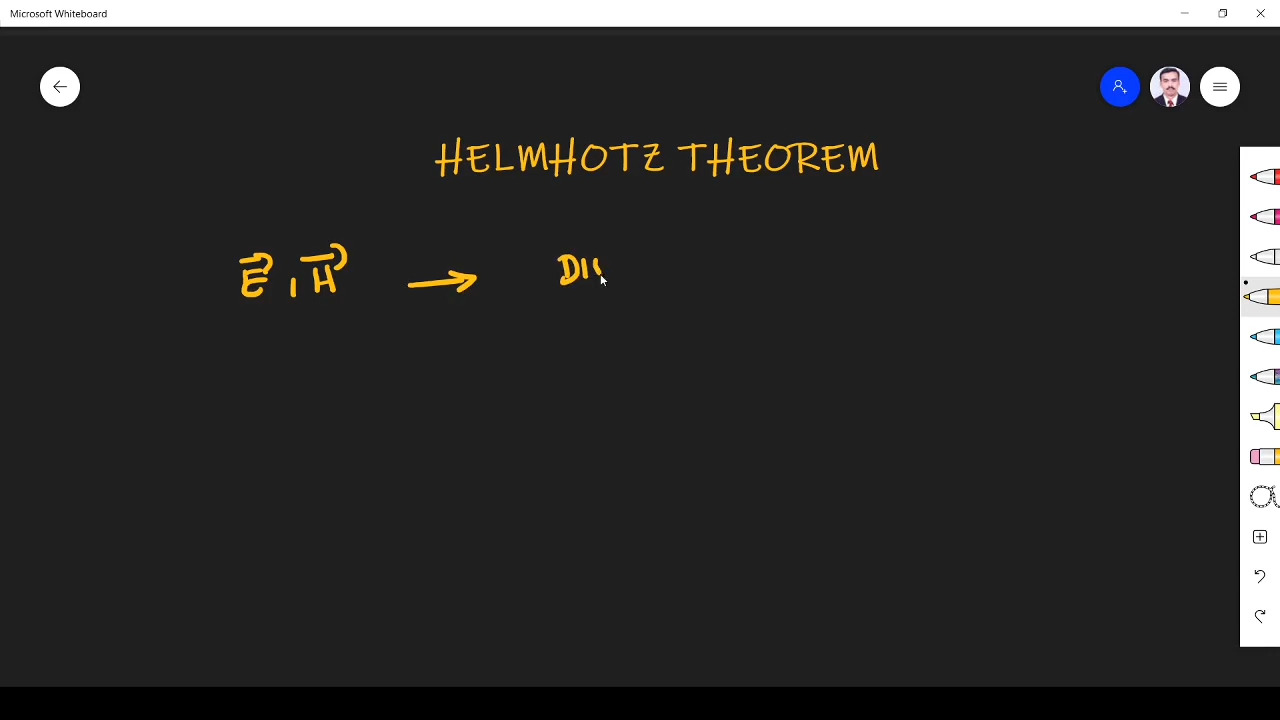 Microsoft Whiteboard
HELMHOTZ THEOREM
E⃗ , H⃗ →